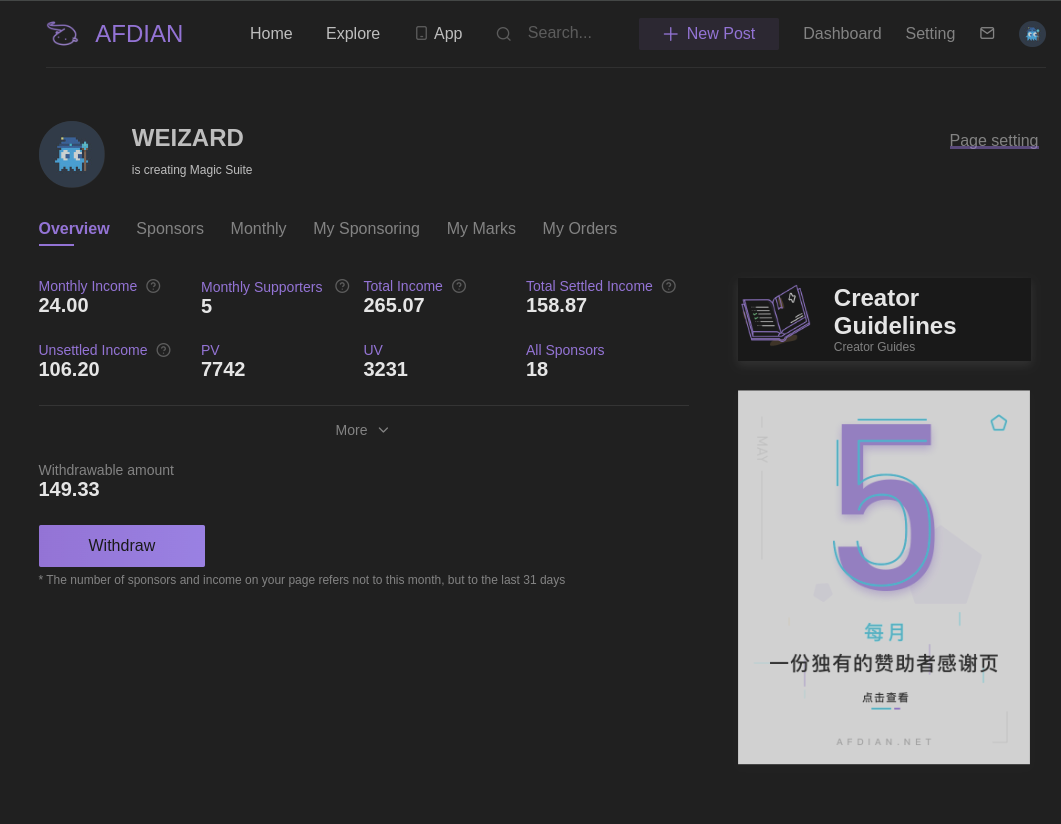 AFDIAN
Home
Explore
App
Search...
New Post
Dashboard
Setting
WEIZARD
is creating Magic Suite
Page setting
Overview
Sponsors
Monthly
My Sponsoring
My Marks
My Orders
Monthly Income
24.00
Monthly Supporters
5
Total Income
265.07
Total Settled Income
158.87
Unsettled Income
106.20
PV
7742
UV
3231
All Sponsors
18
More
Withdrawable amount
149.33
Withdraw
* The number of sponsors and income on your page refers not to this month, but to the last 31 days
Creator
Guidelines
Creator Guides
MAY
5
每月
一份独有的赞助者感谢页
点击查看
AFDIAN.NET